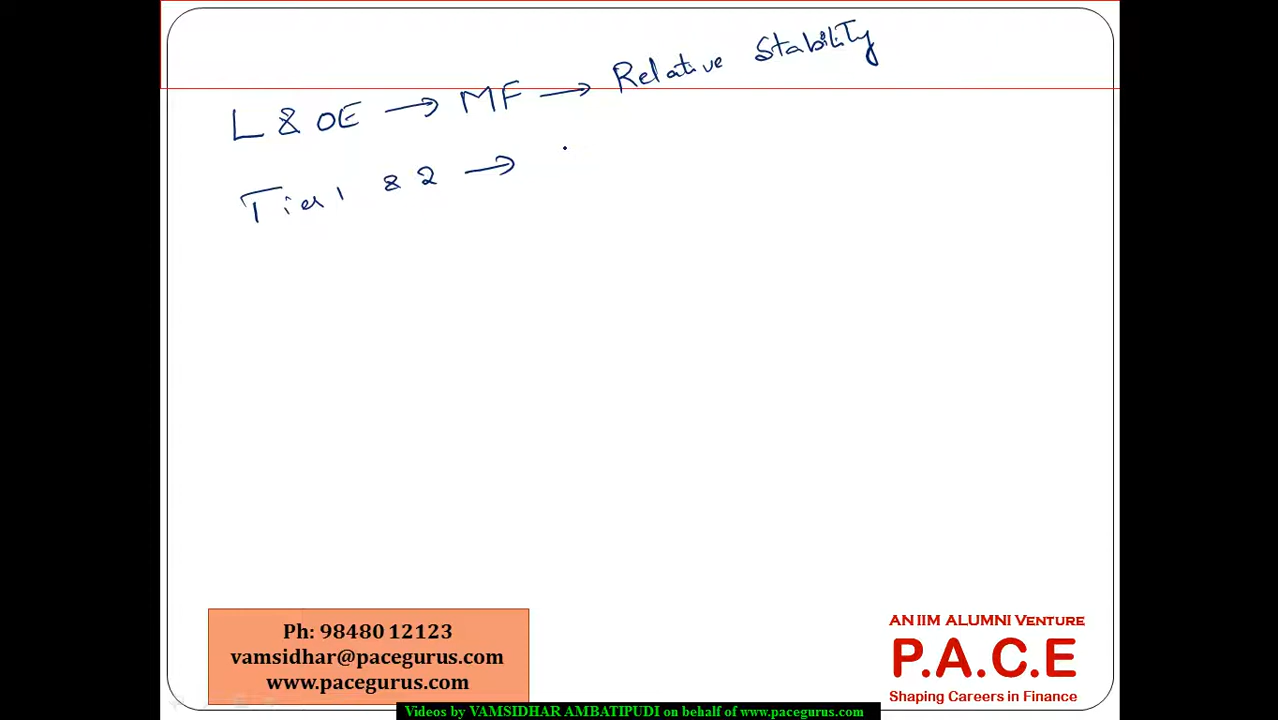 L & OE → MF → Relative Stability
Tier 1 & 2 →
Ph: 98480 12123
vamsidhar@pacegurus.com
www.pacegurus.com
AN IIM ALUMNI VENTURE
P.A.C.E
Shaping Careers in Finance
Videos by VAMSIDHAR AMBATIPUDI on behalf of www.pacegurus.com